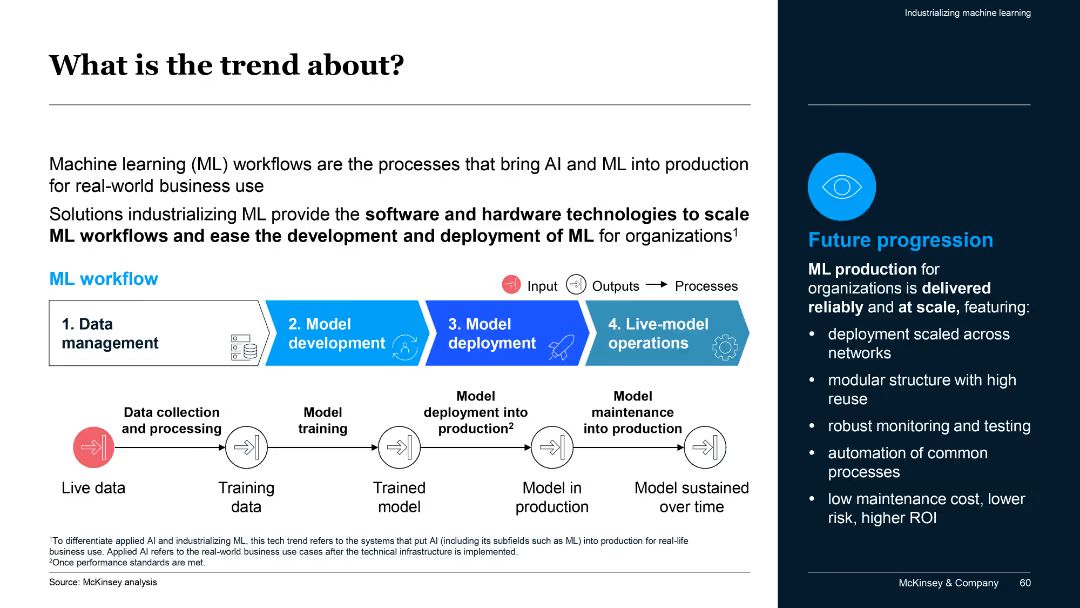 Industrializing machine learning
What is the trend about?
Machine learning (ML) workflows are the processes that bring AI and ML into production
for real-world business use
Solutions industrializing ML provide the software and hardware technologies to scale
ML workflows and ease the development and deployment of ML for organizations¹
ML workflow
Input
Outputs
Processes
1. Data
management
2. Model
development
3. Model
deployment
4. Live-model
operations
Data collection
and processing
Model
training
Model
deployment into
production²
Model
maintenance
into production
Live data
Training
data
Trained
model
Model in
production
Model sustained
over time
¹To differentiate applied AI and industrializing ML, this tech trend refers to the systems that put AI (including its subfields such as ML) into production for real-life
business use. Applied AI refers to the real-world business use cases after the technical infrastructure is implemented.
²Once performance standards are met.
Source: McKinsey analysis
Future progression
ML production for
organizations is delivered
reliably and at scale, featuring:
• deployment scaled across
networks
• modular structure with high
reuse
• robust monitoring and testing
• automation of common
processes
• low maintenance cost, lower
risk, higher ROI
McKinsey & Company 60